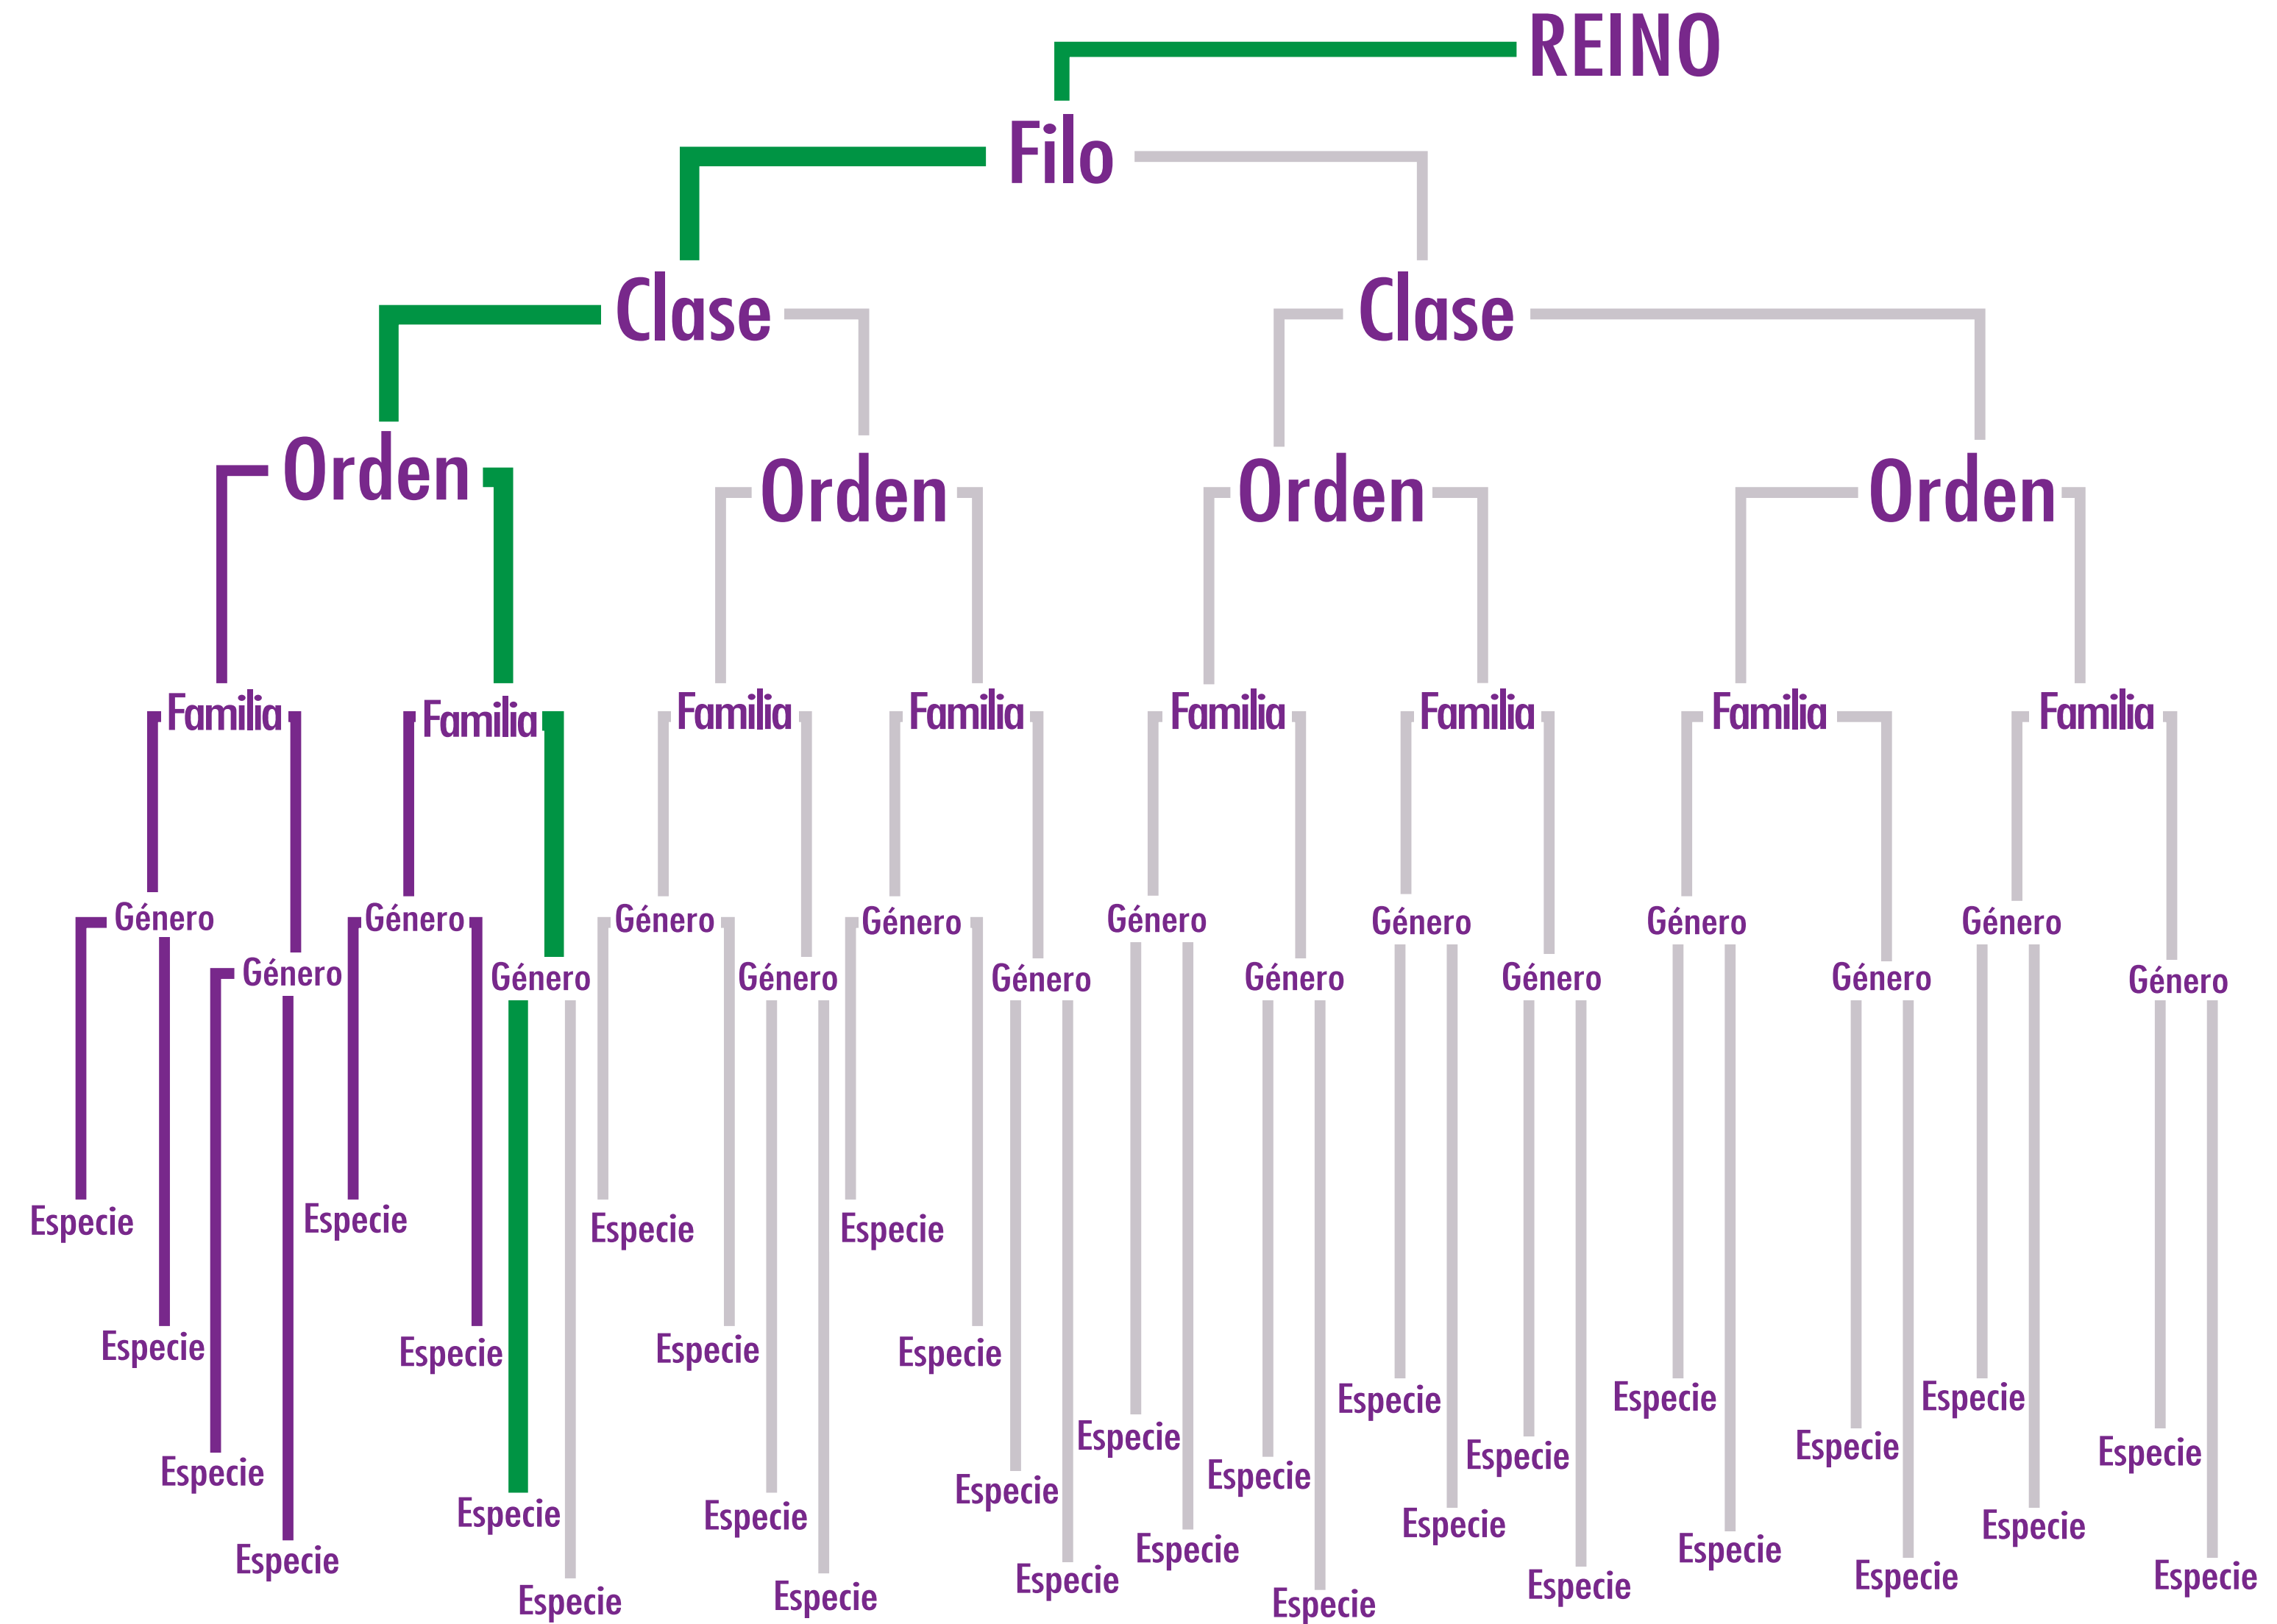 REINO
Filo
Clase Clase
Orden Orden Orden Orden
Familia Familia Familia Familia Familia Familia Familia Familia
Género Género Género Género Género Género Género Género
Género Género Género Género Género Género Género Género
Especie Especie Especie Especie
Especie Especie Especie Especie
Especie Especie Especie
Especie Especie Especie Especie
Especie Especie Especie Especie Especie
Especie Especie Especie Especie
Especie Especie Especie Especie Especie
Especie Especie Especie